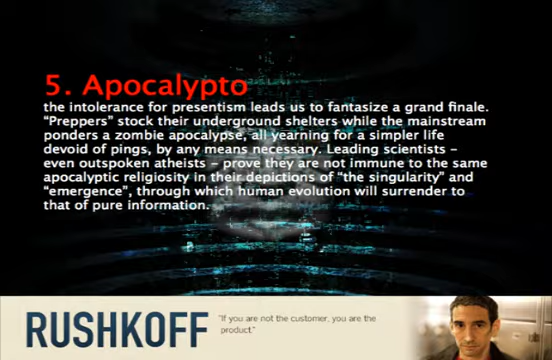 5. Apocalypto
the intolerance for presentism leads us to fantasize a grand finale.
“Preppers” stock their underground shelters while the mainstream
ponders a zombie apocalypse, all yearning for a simpler life
devoid of pings, by any means necessary. Leading scientists –
even outspoken atheists – prove they are not immune to the same
apocalyptic religiosity in their depictions of “the singularity” and
“emergence”, through which human evolution will surrender to
that of pure information.
RUSHKOFF
“If you are not the customer, you are the
product.”